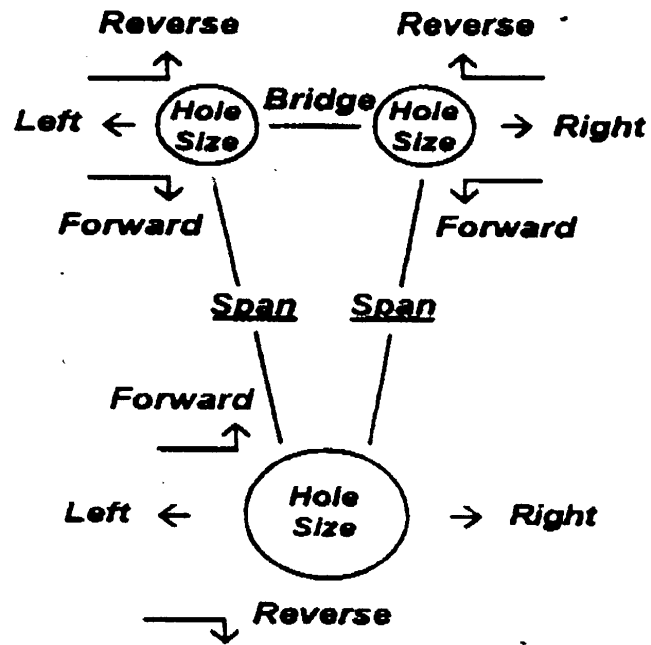 Reverse Reverse
Left Hole Size Bridge Hole Size Right
Forward Forward
Span Span
Forward
Left Hole Size Right
Reverse